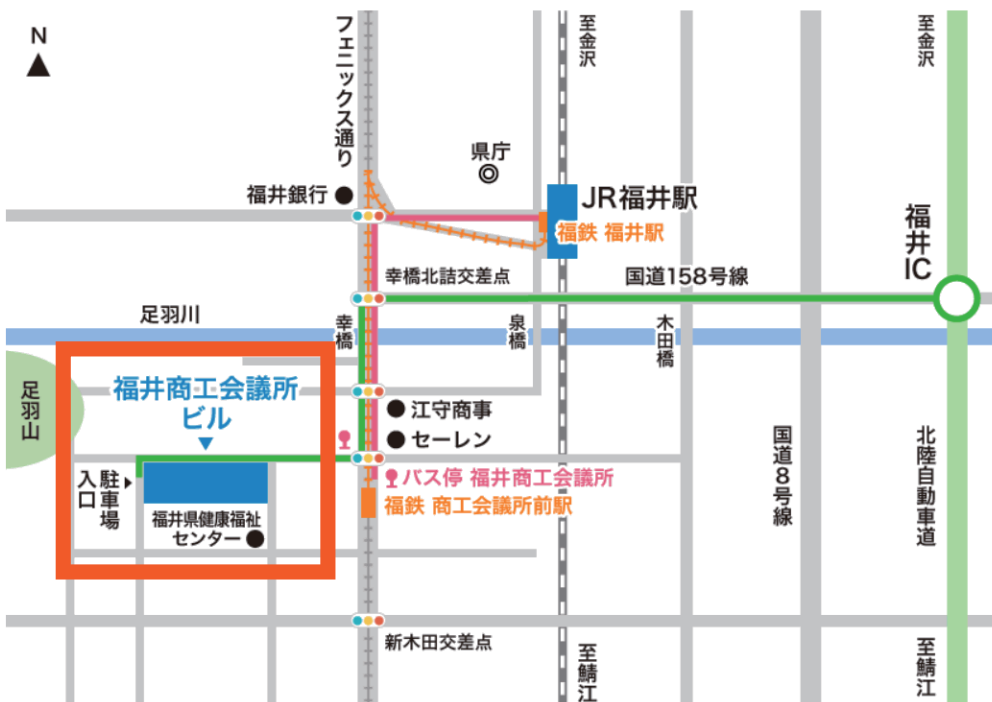 N
フェニックス通り
至金沢
至金沢
県庁
福井銀行
JR福井駅
福鉄 福井駅
福井IC
幸橋北詰交差点
国道158号線
足羽川
幸橋
泉橋
木田橋
足羽山
福井商工会議所
ビル
江守商事
セーレン
国道8号線
北陸自動車道
バス停 福井商工会議所
福鉄 商工会議所前駅
駐車場
入口
福井県健康福祉
センター
新木田交差点
至鯖江
至鯖江